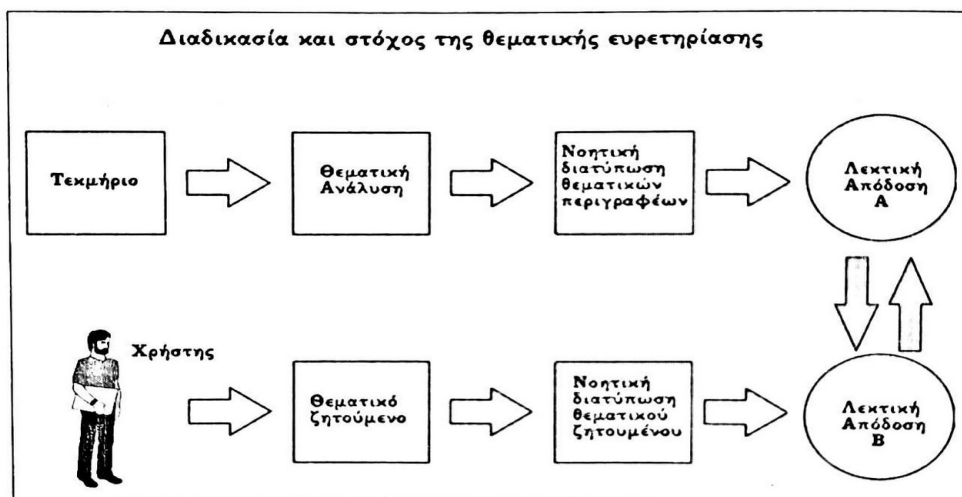 Διαδικασία και στόχος της θεματικής ευρετηρίασης
Τεκμήριο
Θεματική
Ανάλυση
Νοητική
διατύπωση
θεματικών
περιγραφέων
Λεκτική
Απόδοση
Α
Χρήστης
Θεματικό
ζητούμενο
Νοητική
διατύπωση
θεματικού
ζητουμένου
Λεκτική
Απόδοση
Β